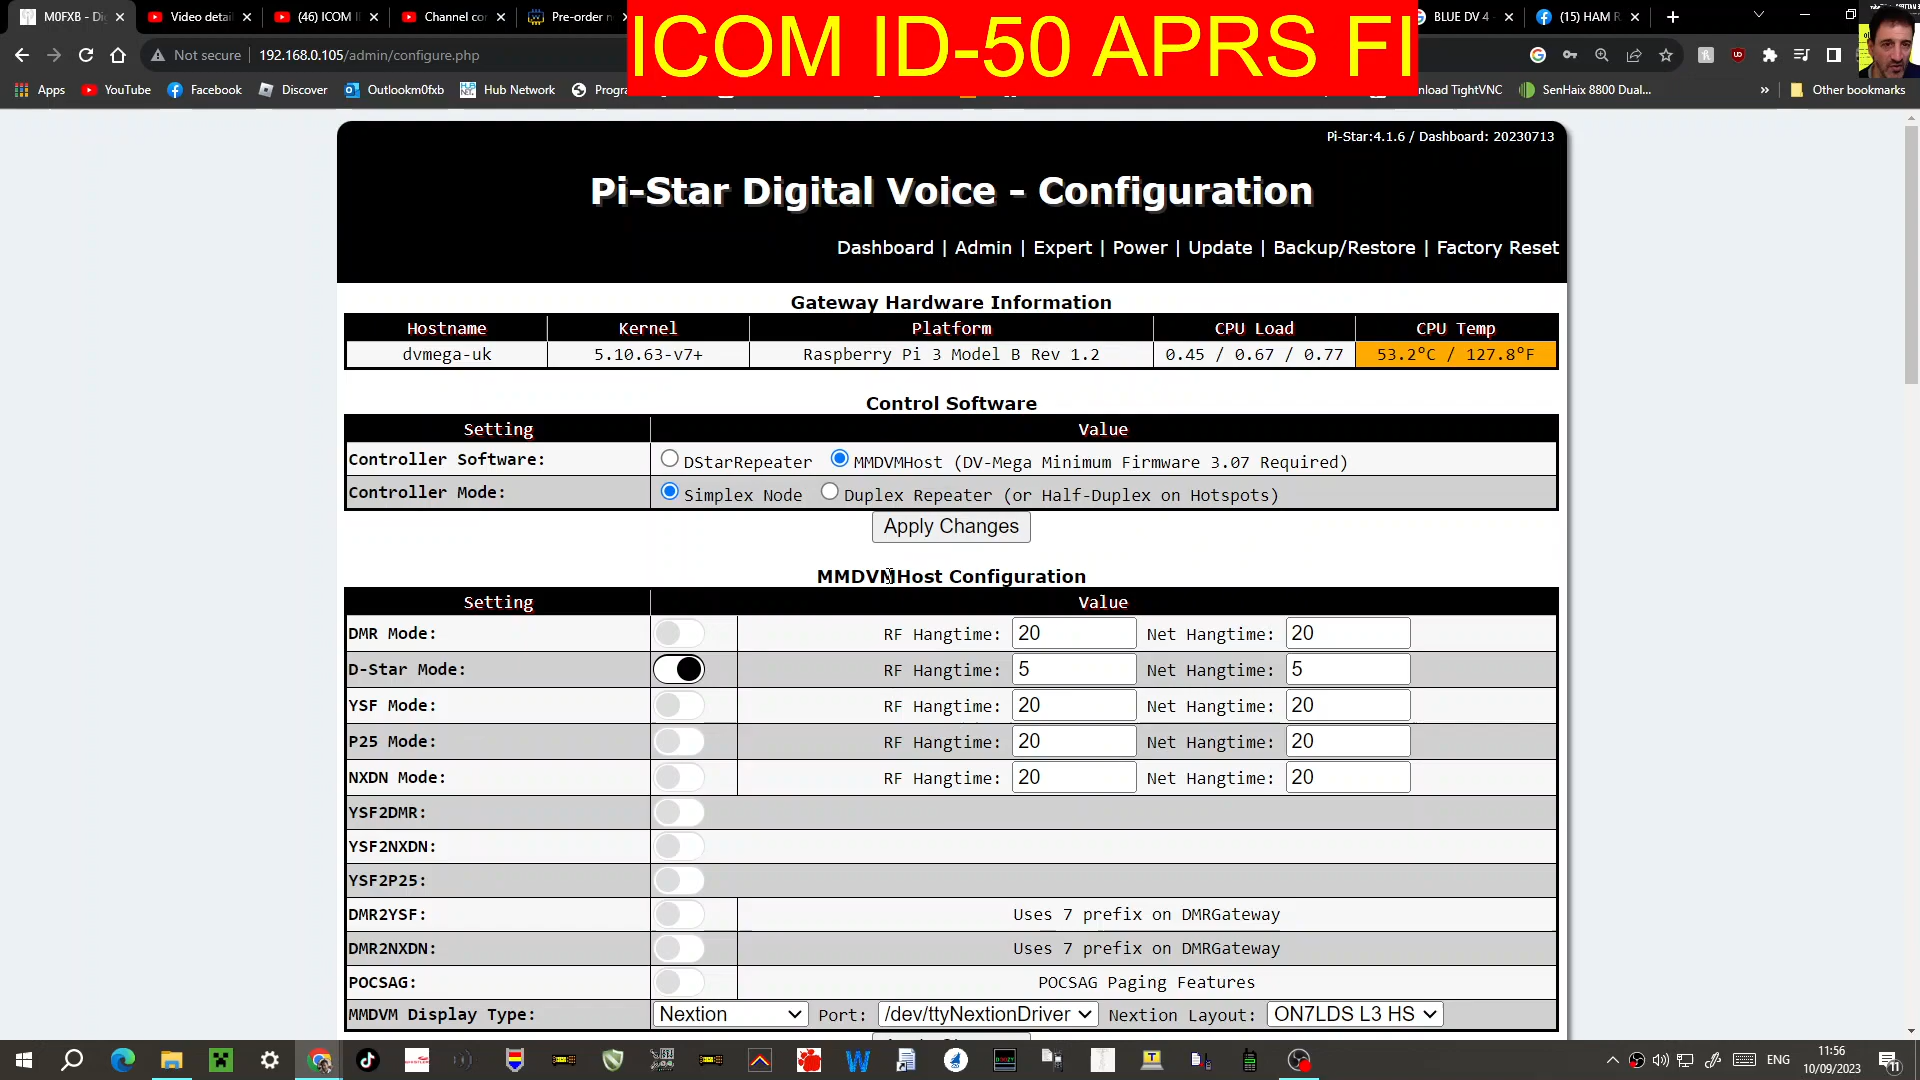 M0FXB - Di
Video detail
(46) ICOM I
Channel co
Pre-order n
BLUE DV 4 -
(15) HAM R
ICOM ID-50 APRS FI
Not secure
192.168.0.105/admin/configure.php
Apps
YouTube
Facebook
Discover
Outlookm0fxb
Hub Network
Progra
nload TightVNC
SenHaix 8800 Dual...
»
Other bookmarks
Pi-Star:4.1.6 / Dashboard: 20230713
Pi-Star Digital Voice - Configuration
Dashboard | Admin | Expert | Power | Update | Backup/Restore | Factory Reset
Gateway Hardware Information
Hostname Kernel Platform CPU Load CPU Temp
dvmega-uk 5.10.63-v7+ Raspberry Pi 3 Model B Rev 1.2 0.45 / 0.67 / 0.77 53.2°C / 127.8°F
Control Software
Setting Value
Controller Software: DStarRepeater MMDVMHost (DV-Mega Minimum Firmware 3.07 Required)
Controller Mode: Simplex Node Duplex Repeater (or Half-Duplex on Hotspots)
Apply Changes
MMDVMHost Configuration
Setting Value
DMR Mode: RF Hangtime: 20 Net Hangtime: 20
D-Star Mode: RF Hangtime: 5 Net Hangtime: 5
YSF Mode: RF Hangtime: 20 Net Hangtime: 20
P25 Mode: RF Hangtime: 20 Net Hangtime: 20
NXDN Mode: RF Hangtime: 20 Net Hangtime: 20
YSF2DMR:
YSF2NXDN:
YSF2P25:
DMR2YSF: Uses 7 prefix on DMRGateway
DMR2NXDN: Uses 7 prefix on DMRGateway
POCSAG: POCSAG Paging Features
MMDVM Display Type: Nextion Port: /dev/ttyNextionDriver Nextion Layout: ON7LDS L3 HS
ENG
11:56
10/09/2023